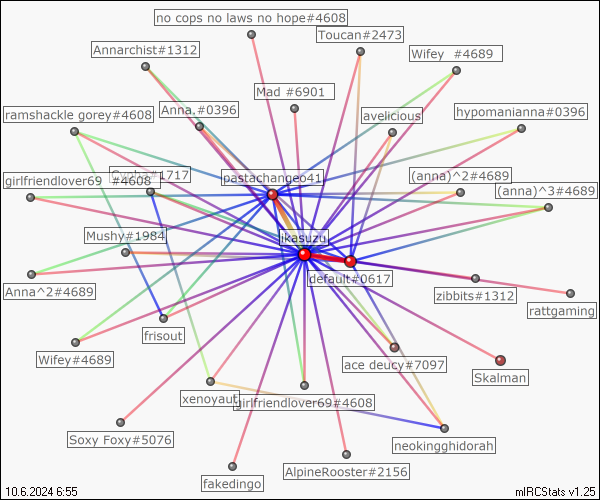 no cops no laws no hope#4608
Toucan#2473
Annarchist#1312
Wifey #4689
Mad #6901
ramshackle gorey#4608
Anna.#0396
avelicious
hypomanianna#0396
#1717
pastachangeo41
(anna)^2#4689
girlfriendlover69 #4608
(anna)^3#4689
Mushy#1984
ikasuzu
default#0617
Anna^2#4689
zibbits#1312
rattgaming
frisout
Wifey#4689
ace deucy#7097
Skalman
xenoyaut
girlfriendlover69#4608
Soxy Foxy#5076
neokingghidorah
fakedingo
AlpineRooster#2156
10.6.2024 6:55
mIRCStats v1.25